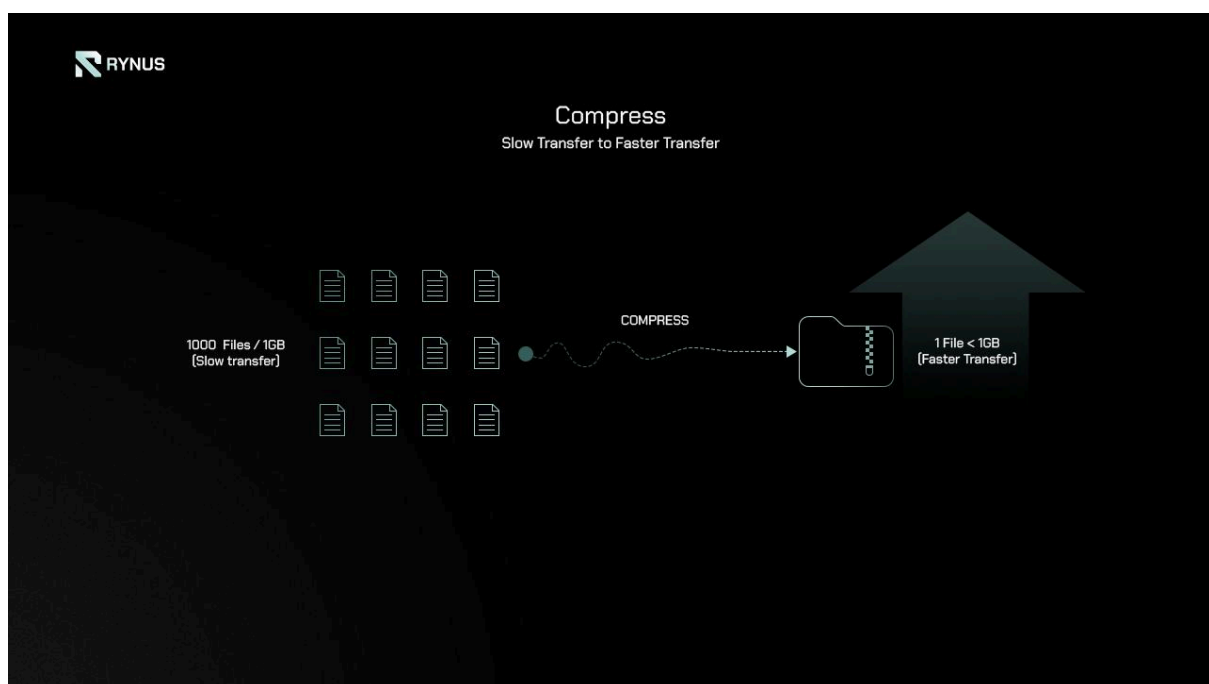 RYNUS
Compress
Slow Transfer to Faster Transfer
COMPRESS
1000 Files / 1GB
(Slow transfer)
1 File < 1GB
(Faster Transfer)